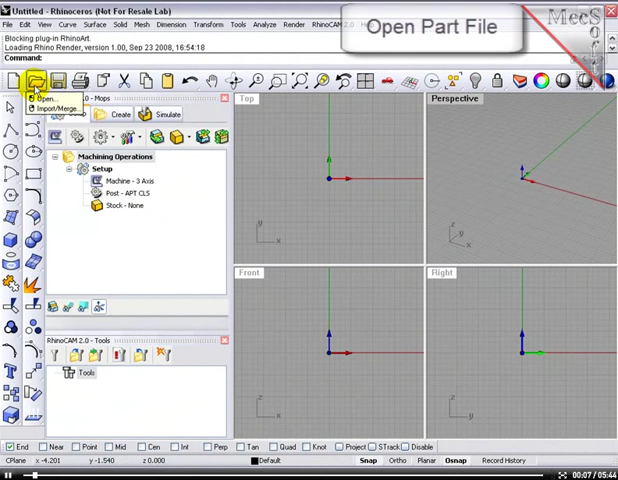 Untitled - Rhinoceros (Not For Resale Lab)
File Edit View Curve Surface Solid Mesh Dimension Transform Tools Analyze Render RhinoCAM 2.0 Help
Open Part File
MecSoft
Blocking plug-in RhinoArt.
Loading Rhino Render, version 1.00, Sep 23 2008, 16:54:18
Command:
Open...
Import/Merge...
2.0 - Mops
Create Simulate
Machining Operations
Setup
Machine - 3 Axis
Post - APT CLS
Stock - None
RhinoCAM 2.0 - Tools
Tools
Top
y
x
Perspective
z
y
x
Front
z
x
Right
z
y
End Near Point Mid Cen Int Perp Tan Quad Knot Project STrack Disable
CPlane x -4.201 y -1.540 z 0.000 Default Snap Ortho Planar Osnap Record History
00:07 / 05:44